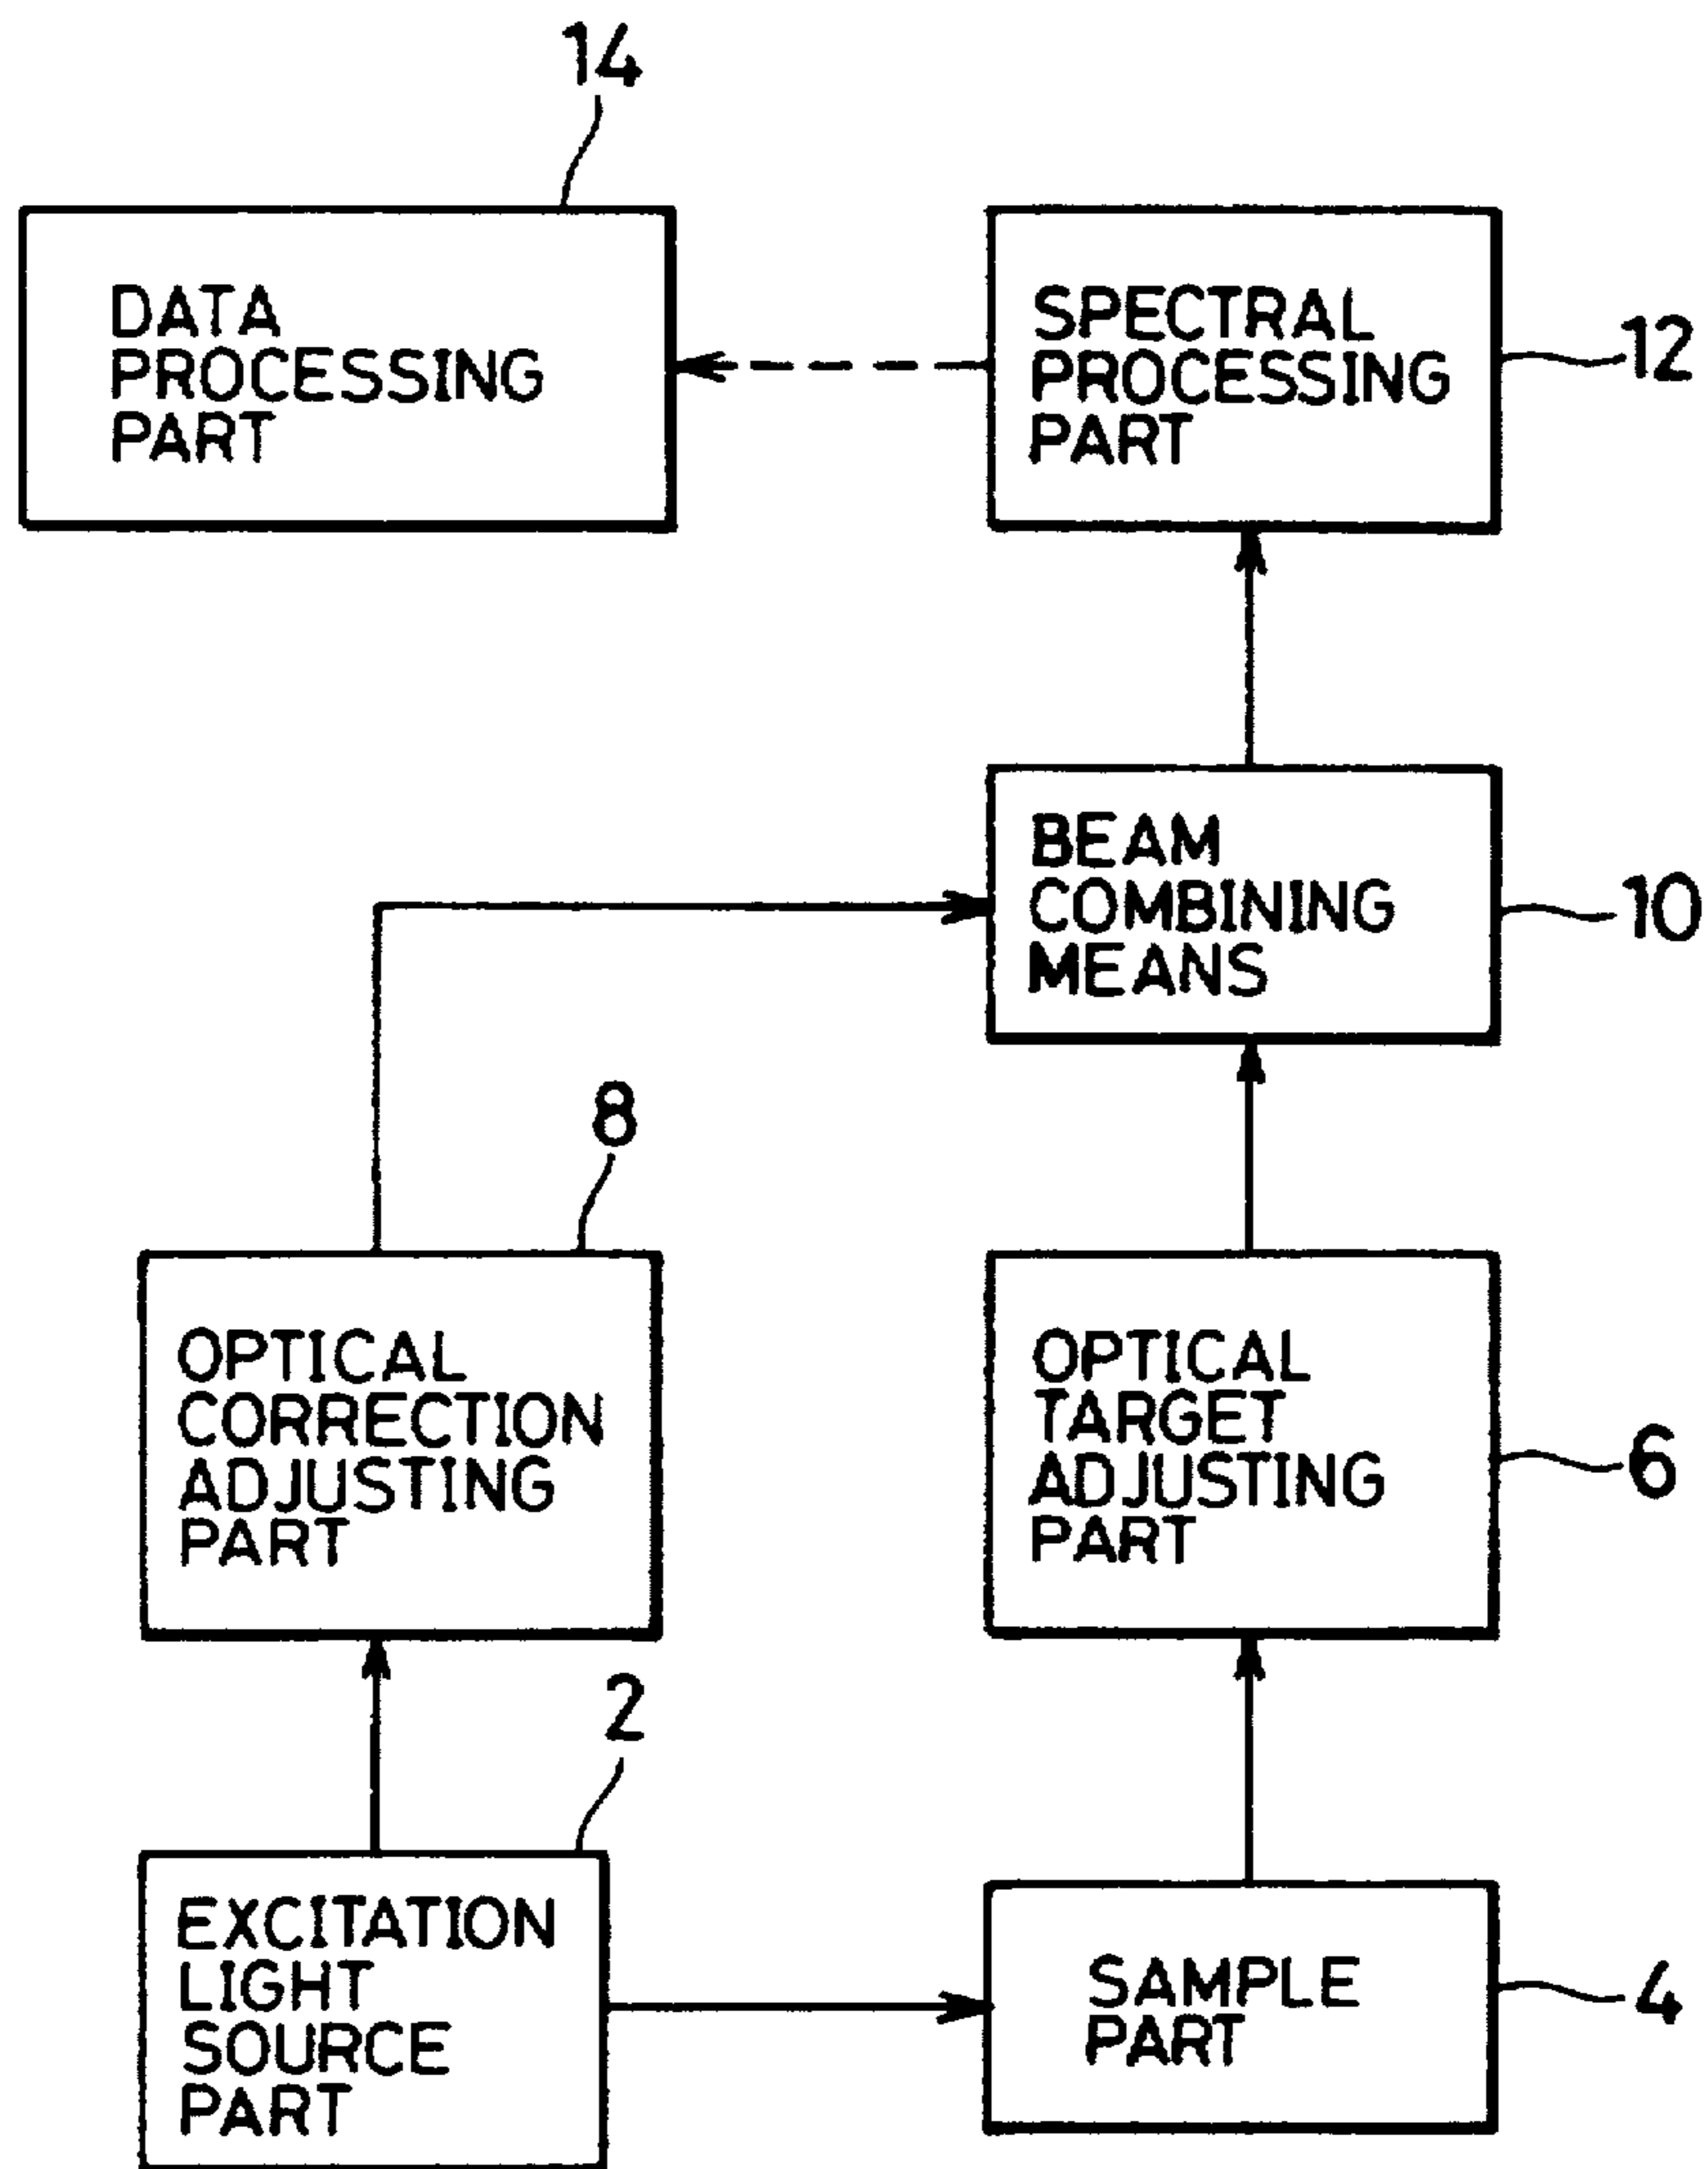 14
DATA
PROCESSING
PART
SPECTRAL
PROCESSING
PART
12
BEAM
COMBINING
MEANS
10
8
OPTICAL
CORRECTION
ADJUSTING
PART
OPTICAL
TARGET
ADJUSTING
PART
6
2
EXCITATION
LIGHT
SOURCE
PART
SAMPLE
PART
4